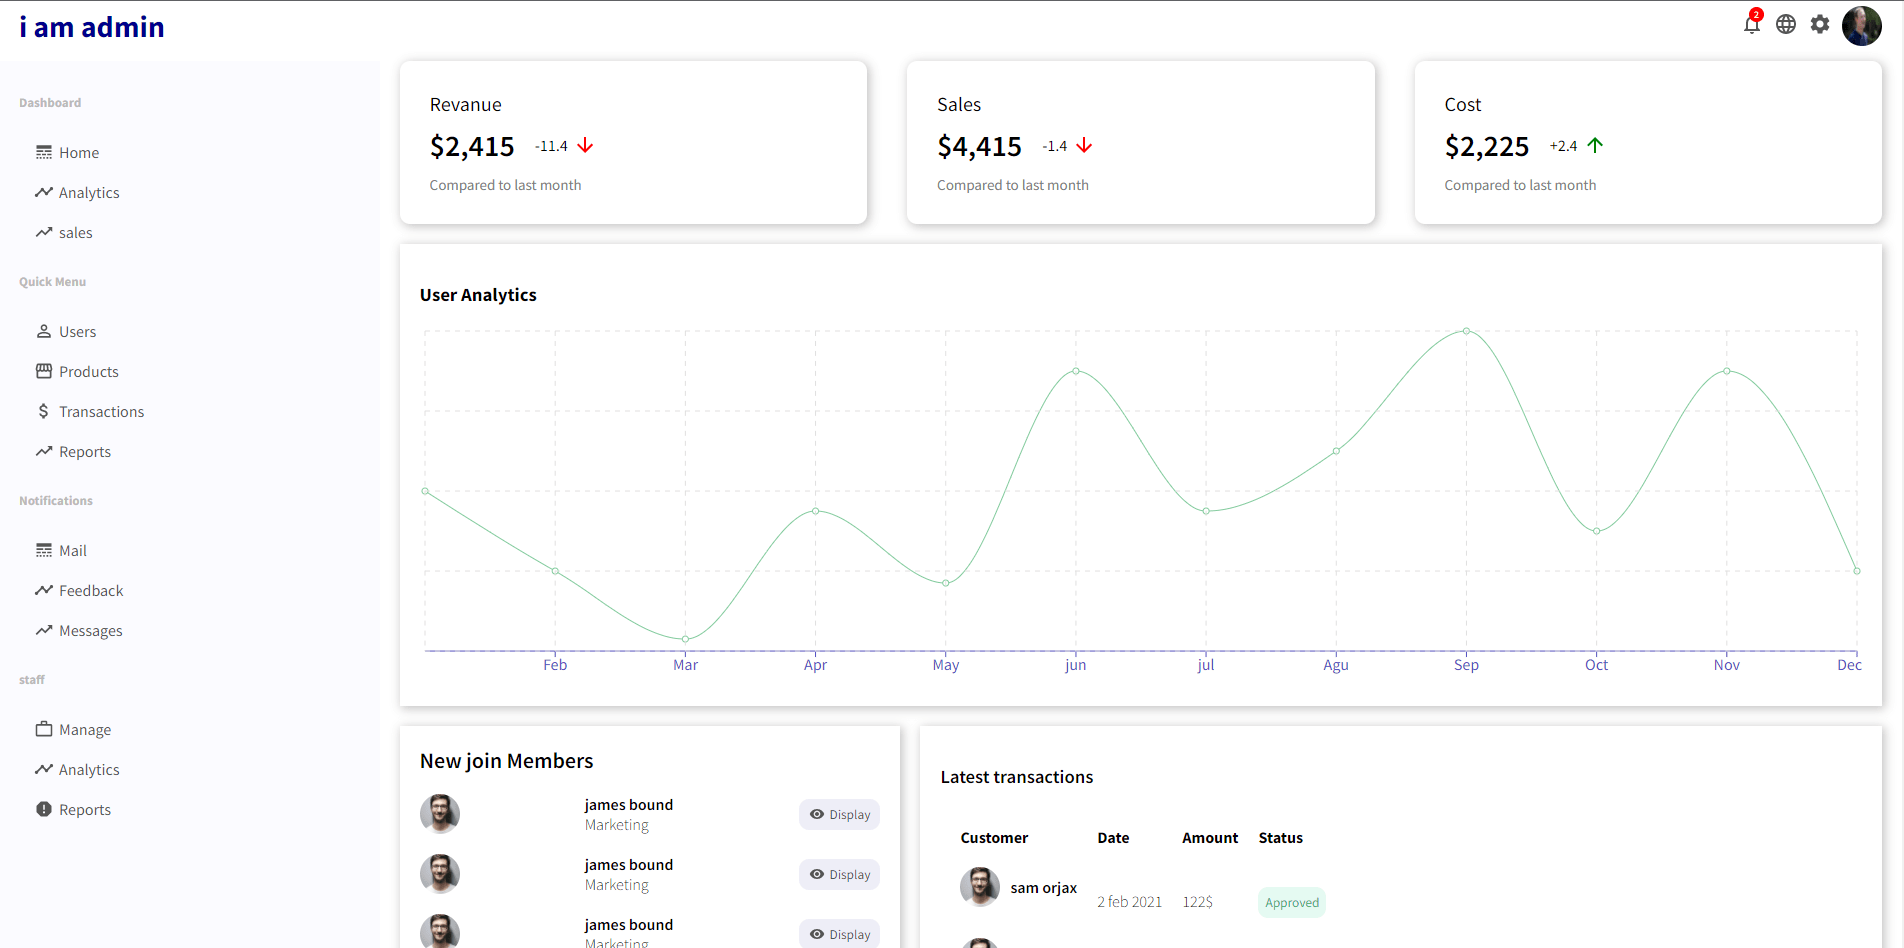 i am admin
2
Dashboard
Home
Analytics
sales
Quick Menu
Users
Products
Transactions
Reports
Notifications
Mail
Feedback
Messages
staff
Manage
Analytics
Reports
Revanue
$2,415 -11.4
Compared to last month
Sales
$4,415 -1.4
Compared to last month
Cost
$2,225 +2.4
Compared to last month
User Analytics
Feb Mar Apr May jun jul Agu Sep Oct Nov Dec
New join Members
james bound
Marketing
Display
james bound
Marketing
Display
james bound
Marketing
Display
Latest transactions
Customer Date Amount Status
sam orjax 2 feb 2021 122$ Approved